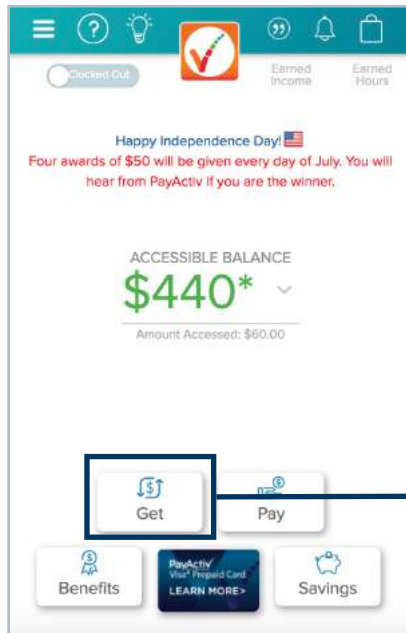 Clocked Out
Earned
Income
Earned
Hours
Happy Independence Day!
Four awards of $50 will be given every day of July. You will
hear from PayActiv if you are the winner.
ACCESSIBLE BALANCE
$440*
Amount Accessed: $60.00
Get
Pay
Benefits
PayActiv
Visa® Prepaid Card
LEARN MORE>
Savings